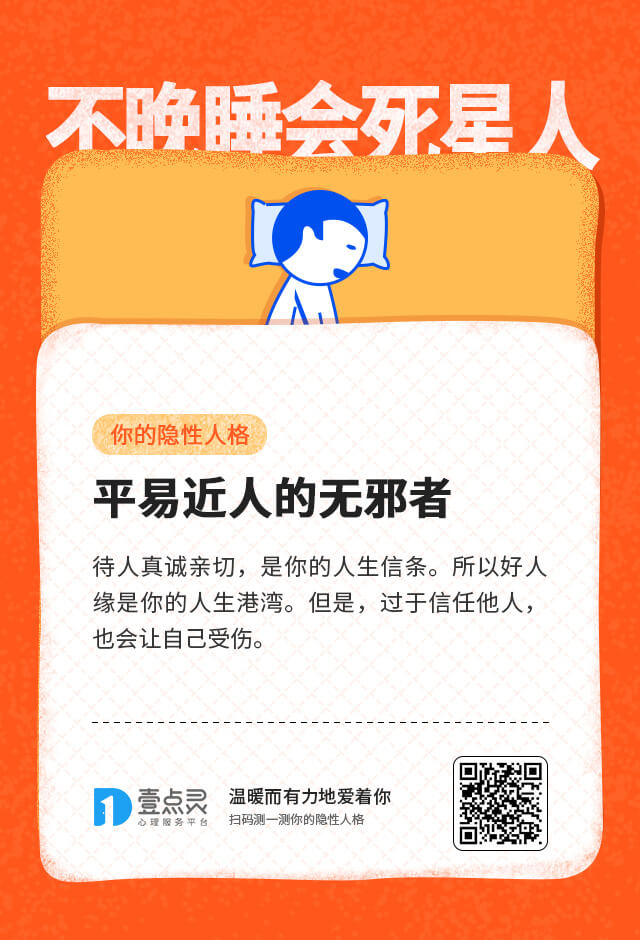 不晚睡会死星人
你的隐性人格
平易近人的无邪者
待人真诚亲切，是你的人生信条。所以好人
缘是你的人生港湾。但是，过于信任他人，
也会让自己受伤。
壹点灵
心理服务平台
温暖而有力地爱着你
扫码测一测你的隐性人格